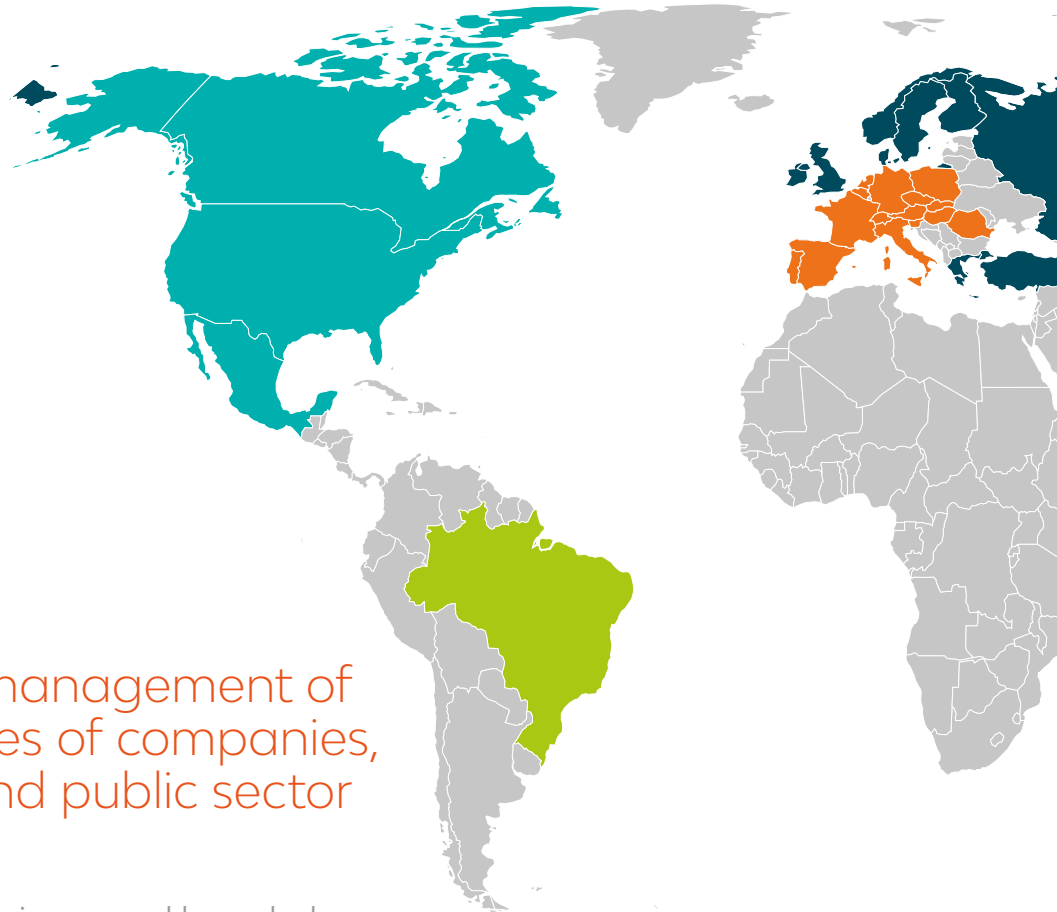 management of
es of companies,
nd public sector